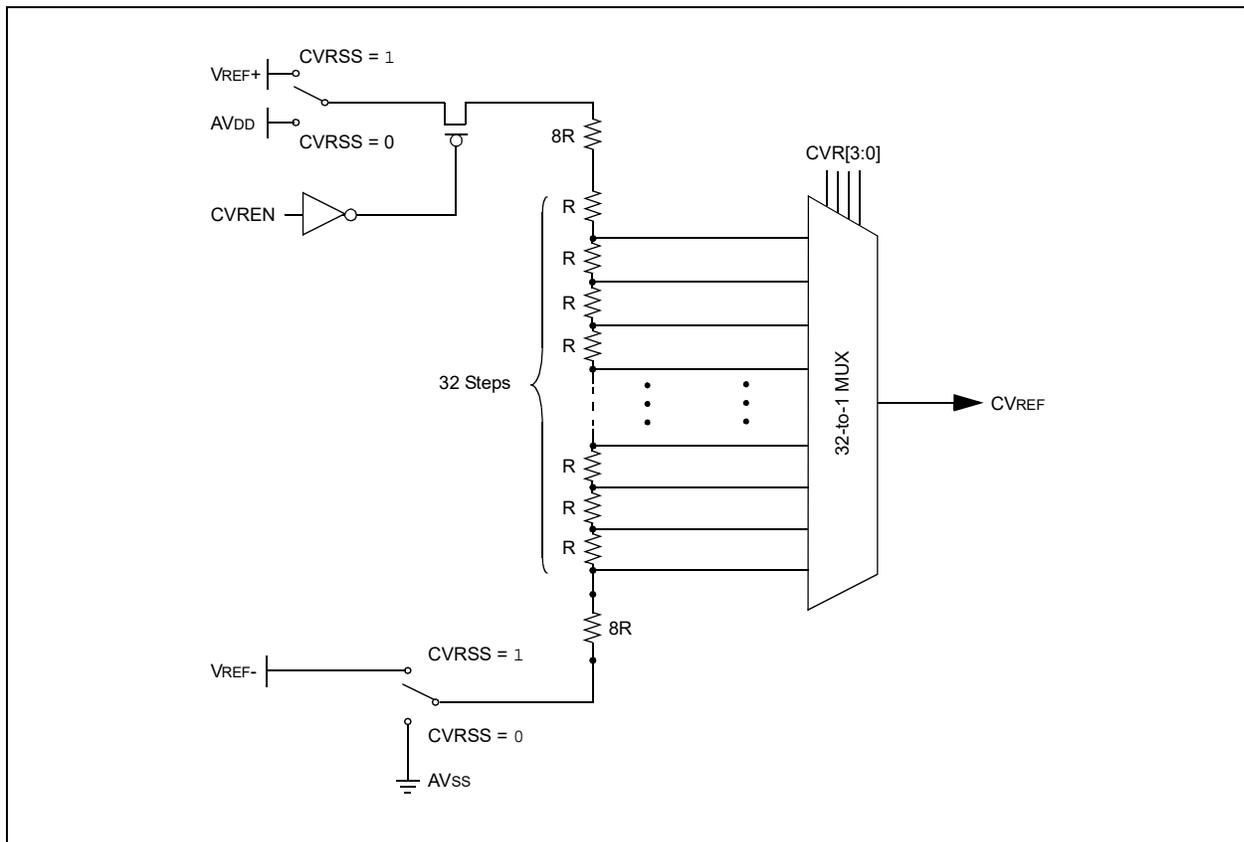 CVRSS = 1
VREF+
AVDD
CVRSS = 0
8R
CVR[3:0]
CVREN
R
R
R
R
32 Steps
32-to-1 MUX
CVREF
R
R
R
8R
CVRSS = 1
VREF-
CVRSS = 0
AVSS